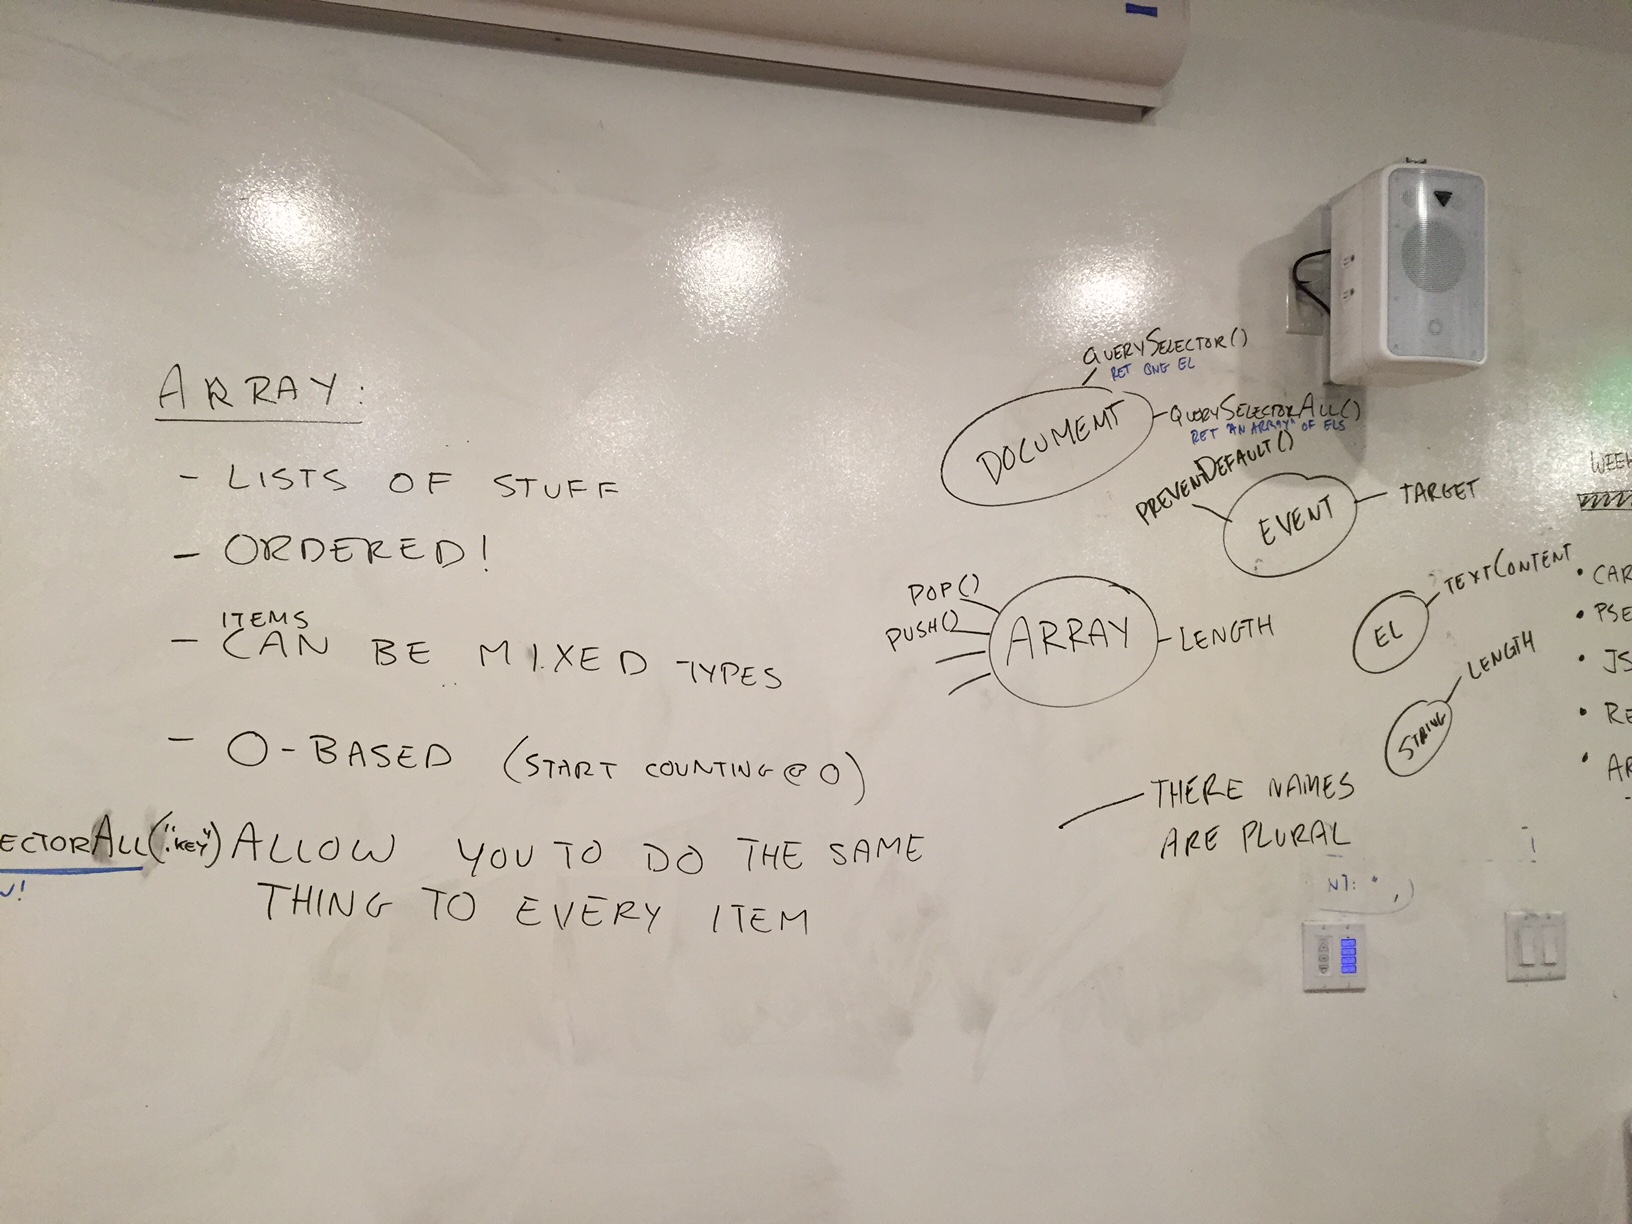 ARRAY:
- LISTS OF STUFF
- ORDERED!
ITEMS
- CAN BE MIXED TYPES
- 0-BASED (START COUNTING @ 0)
ECTORALL(".KEY") ALLOW YOU TO DO THE SAME
THING TO EVERY ITEM
QUERYSELECTOR()
RET ONE EL
DOCUMENT
QUERYSELECTORALL()
RET "AN ARRAY" OF ELS
PREVENTDEFAULT()
EVENT
TARGET
POP()
PUSH()
ARRAY
LENGTH
TEXTCONTENT
EL
LENGTH
STRING
- THERE NAMES
ARE PLURAL
WEEK
• CAR
• PSE
• JS
• RE
• AR